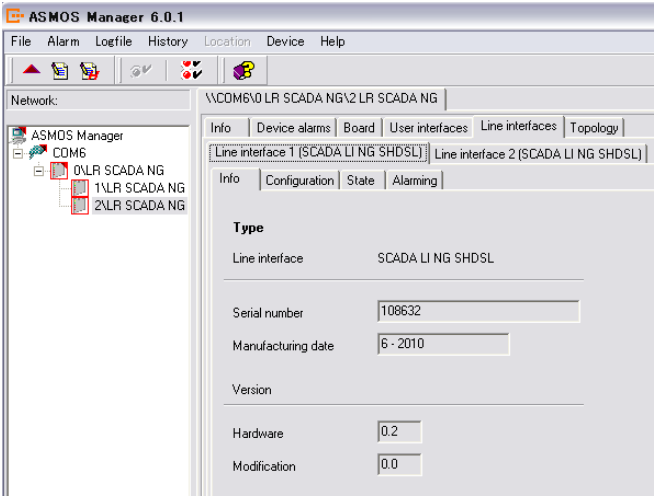 ASMOS Manager 6.0.1
File Alarm Logfile History Location Device Help
Network:
\\COM6\0 LR SCADA NG\2 LR SCADA NG
ASMOS Manager
COM6
0\LR SCADA NG
1\LR SCADA NG
2\LR SCADA NG
Info Device alarms Board User interfaces Line interfaces Topology
Line interface 1 (SCADA LI NG SHDSL) Line interface 2 (SCADA LI NG SHDSL)
Info Configuration State Alarming
Type
Line interface SCADA LI NG SHDSL
Serial number 108632
Manufacturing date 6 - 2010
Version
Hardware 0.2
Modification 0.0